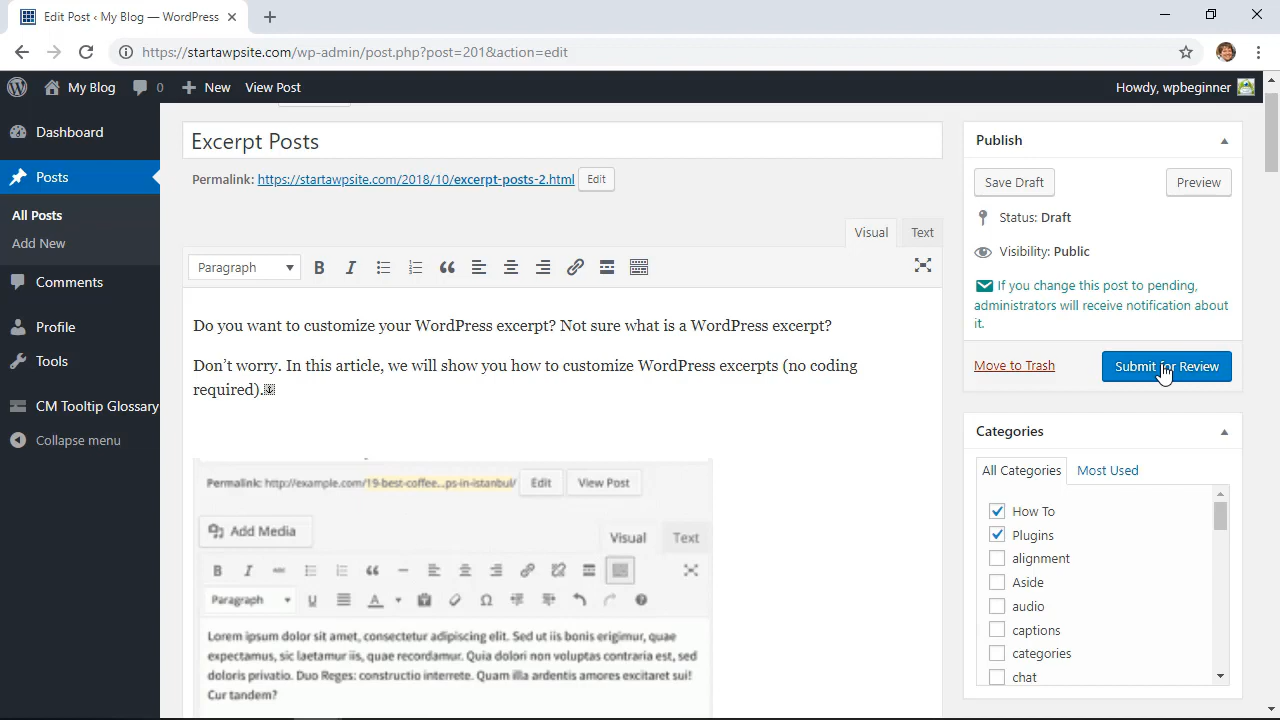 Edit Post ‹ My Blog — WordPress
https://startawpsite.com/wp-admin/post.php?post=201&action=edit
My Blog
0
New
View Post
Howdy, wpbeginner
Dashboard
Posts
All Posts
Add New
Comments
Profile
Tools
CM Tooltip Glossary
Collapse menu
Excerpt Posts
Permalink: https://startawpsite.com/2018/10/excerpt-posts-2.html Edit
Visual Text
Paragraph
B I
Do you want to customize your WordPress excerpt? Not sure what is a WordPress excerpt?
Don’t worry. In this article, we will show you how to customize WordPress excerpts (no coding
required).
Permalink: http://example.com/19-best-coffee...ps-in-istanbul/ Edit View Post
Add Media
Visual Text
B I ABC
Paragraph U A
Lorem ipsum dolor sit amet, consectetur adipiscing elit. Sed ut iis bonis erigimur, quae
expectamus, sic laetamur iis, quae recordamur. Quia dolori non voluptas contraria est, sed
doloris privatio. Duo Reges: constructio interrete. Quam illa ardentis amores excitaret sui!
Cur tandem?
Publish
Save Draft Preview
Status: Draft
Visibility: Public
If you change this post to pending,
administrators will receive notification about
it.
Move to Trash Submit for Review
Categories
All Categories Most Used
How To
Plugins
alignment
Aside
audio
captions
categories
chat